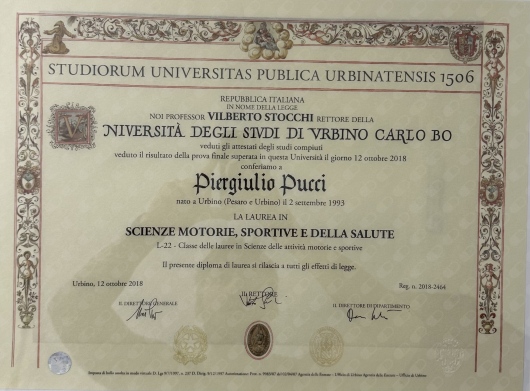 STUDIORUM UNIVERSITAS PUBLICA URBINATENSIS 1506
REPUBBLICA ITALIANA
IN NOME DELLA LEGGE
NOI PROFESSOR VILBERTO STOCCHI RETTORE DELLA
VNIVERSITÀ DEGLI STVDI DI VRBINO CARLO BO
veduti gli attestati degli studi compiuti
veduto il risultato della prova finale superata in questa Università il giorno 12 ottobre 2018
conferiamo a
Piergiulio Pucci
nato a Urbino (Pesaro e Urbino) il 2 settembre 1993
LA LAUREA IN
SCIENZE MOTORIE, SPORTIVE E DELLA SALUTE
L-22 - Classe delle lauree in Scienze delle attività motorie e sportive
Il presente diploma di laurea si rilascia a tutti gli effetti di legge.
Urbino, 12 ottobre 2018
Reg. n. 2018-2464
IL DIRETTORE GENERALE
IL RETTORE
IL DIRETTORE DI DIPARTIMENTO